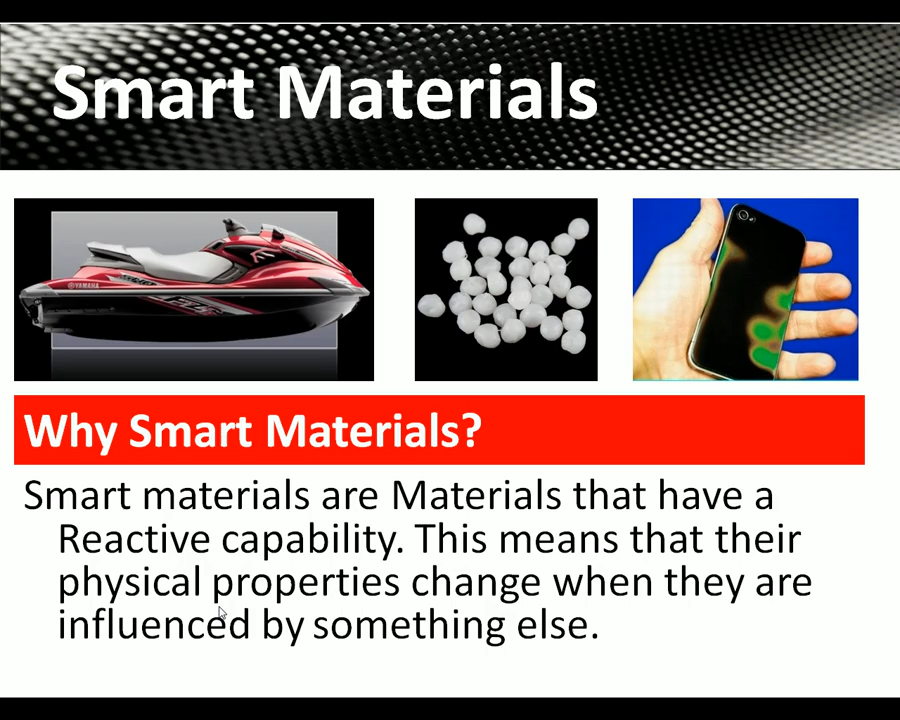 Smart Materials
YAMAHA
Why Smart Materials?
Smart materials are Materials that have a
Reactive capability. This means that their
physical properties change when they are
influenced by something else.